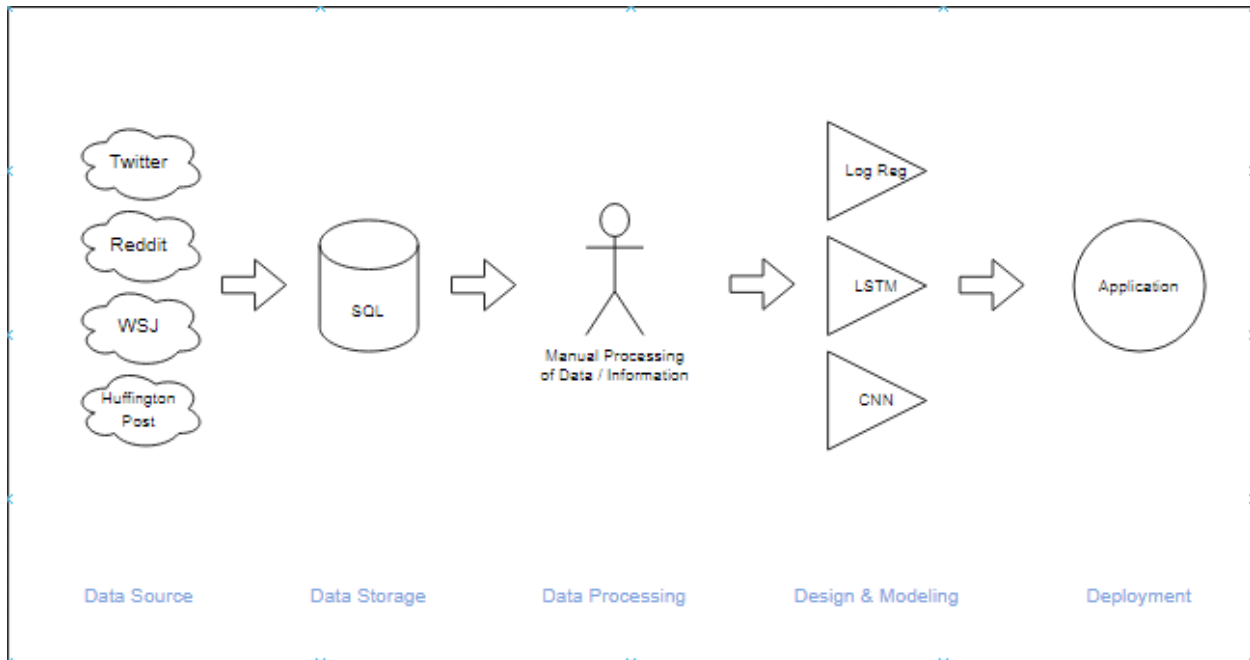 Twitter
Reddit
WSJ
Huffington
Post
SQL
Manual Processing
of Data / Information
Log Reg
LSTM
CNN
Application
Data Source
Data Storage
Data Processing
Design & Modeling
Deployment